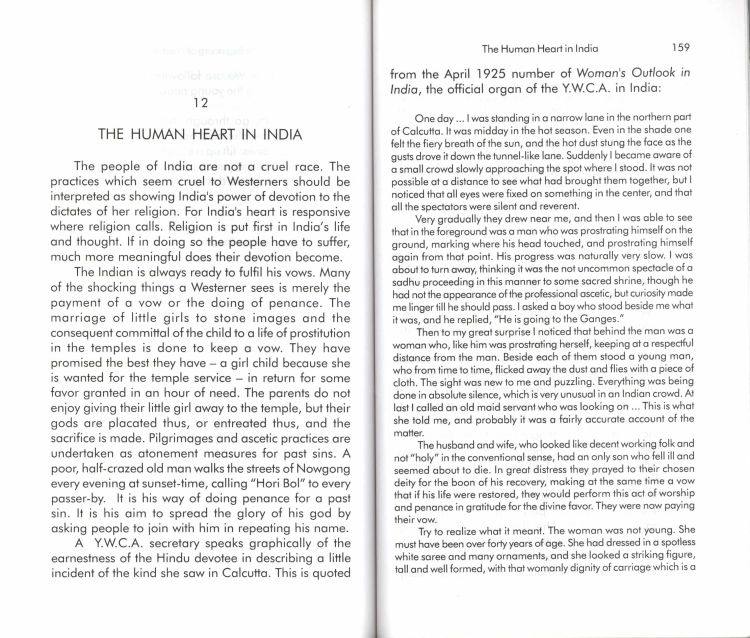 12
THE HUMAN HEART IN INDIA
The people of India are not a cruel race. The
practices which seem cruel to Westerners should be
interpreted as showing India's power of devotion to the
dictates of her religion. For India's heart is responsive
where religion calls. Religion is put first in India's life
and thought. If in doing so the people have to suffer,
much more meaningful does their devotion become.
The Indian is always ready to fulfil his vows. Many
of the shocking things a Westerner sees is merely the
payment of a vow or the doing of penance. The
marriage of little girls to stone images and the
consequent committal of the child to a life of prostitution
in the temples is done to keep a vow. They have
promised the best they have – a girl child because she
is wanted for the temple service – in return for some
favor granted in an hour of need. The parents do not
enjoy giving their little girl away to the temple, but their
gods are placated thus, or entreated thus, and the
sacrifice is made. Pilgrimages and ascetic practices are
undertaken as atonement measures for past sins. A
poor, half-crazed old man walks the streets of Nowgong
every evening at sunset-time, calling "Hori Bol" to every
passer-by. It is his way of doing penance for a past
sin. It is his aim to spread the glory of his god by
asking people to join with him in repeating his name.
A Y.W.C.A. secretary speaks graphically of the
earnestness of the Hindu devotee in describing a little
incident of the kind she saw in Calcutta. This is quoted
The Human Heart in India 159
from the April 1925 number of Woman's Outlook in
India, the official organ of the Y.W.C.A. in India:
One day ... I was standing in a narrow lane in the northern part
of Calcutta. It was midday in the hot season. Even in the shade one
felt the fiery breath of the sun, and the hot dust stung the face as the
gusts drove it down the tunnel-like lane. Suddenly I became aware of
a small crowd slowly approaching the spot where I stood. It was not
possible at a distance to see what had brought them together, but I
noticed that all eyes were fixed on something in the center, and that
all the spectators were silent and reverent.
Very gradually they drew near me, and then I was able to see
that in the foreground was a man who was prostrating himself on the
ground, marking where his head touched, and prostrating himself
again from that point. His progress was naturally very slow. I was
about to turn away, thinking it was the not uncommon spectacle of a
sadhu proceeding in this manner to some sacred shrine, though he
had not the appearance of the professional ascetic, but curiosity made
me linger till he should pass. I asked a boy who stood beside me what
it was, and he replied, "He is going to the Ganges."
Then to my great surprise I noticed that behind the man was a
woman who, like him was prostrating herself, keeping at a respectful
distance from the man. Beside each of them stood a young man,
who from time to time, flicked away the dust and flies with a piece of
cloth. The sight was new to me and puzzling. Everything was being
done in absolute silence, which is very unusual in an Indian crowd. At
last I called an old maid servant who was looking on ... This is what
she told me, and probably it was a fairly accurate account of the
matter.
The husband and wife, who looked like decent working folk and
not "holy" in the conventional sense, had an only son who fell ill and
seemed about to die. In great distress they prayed to their chosen
deity for the boon of his recovery, making at the same time a vow
that if his life were restored, they would perform this act of worship
and penance in gratitude for the divine favor. They were now paying
their vow.
Try to realize what it meant. The woman was not young. She
must have been over forty years of age. She had dressed in a spotless
white saree and many ornaments, and she looked a striking figure,
tall and well formed, with that womanly dignity of carriage which is a